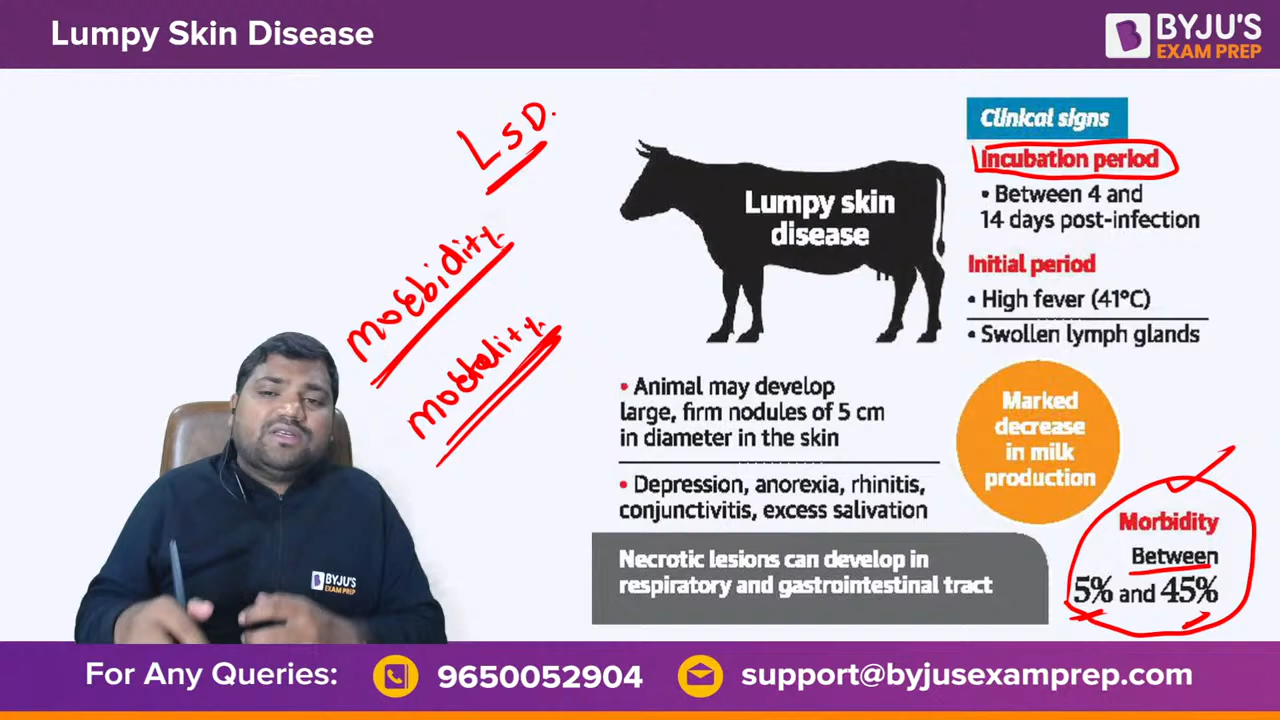 Lumpy Skin Disease
BYJU'S
EXAM PREP
LSD.
Morbidity.
Mortality.
Lumpy skin
disease
Clinical signs
Incubation period
• Between 4 and
14 days post-infection
Initial period
• High fever (41°C)
• Swollen lymph glands
• Animal may develop
large, firm nodules of 5 cm
in diameter in the skin
• Depression, anorexia, rhinitis,
conjunctivitis, excess salivation
Marked
decrease
in milk
production
Necrotic lesions can develop in
respiratory and gastrointestinal tract
Morbidity
Between
5% and 45%
BYJU'S
EXAM PREP
For Any Queries:
9650052904
support@byjusexamprep.com